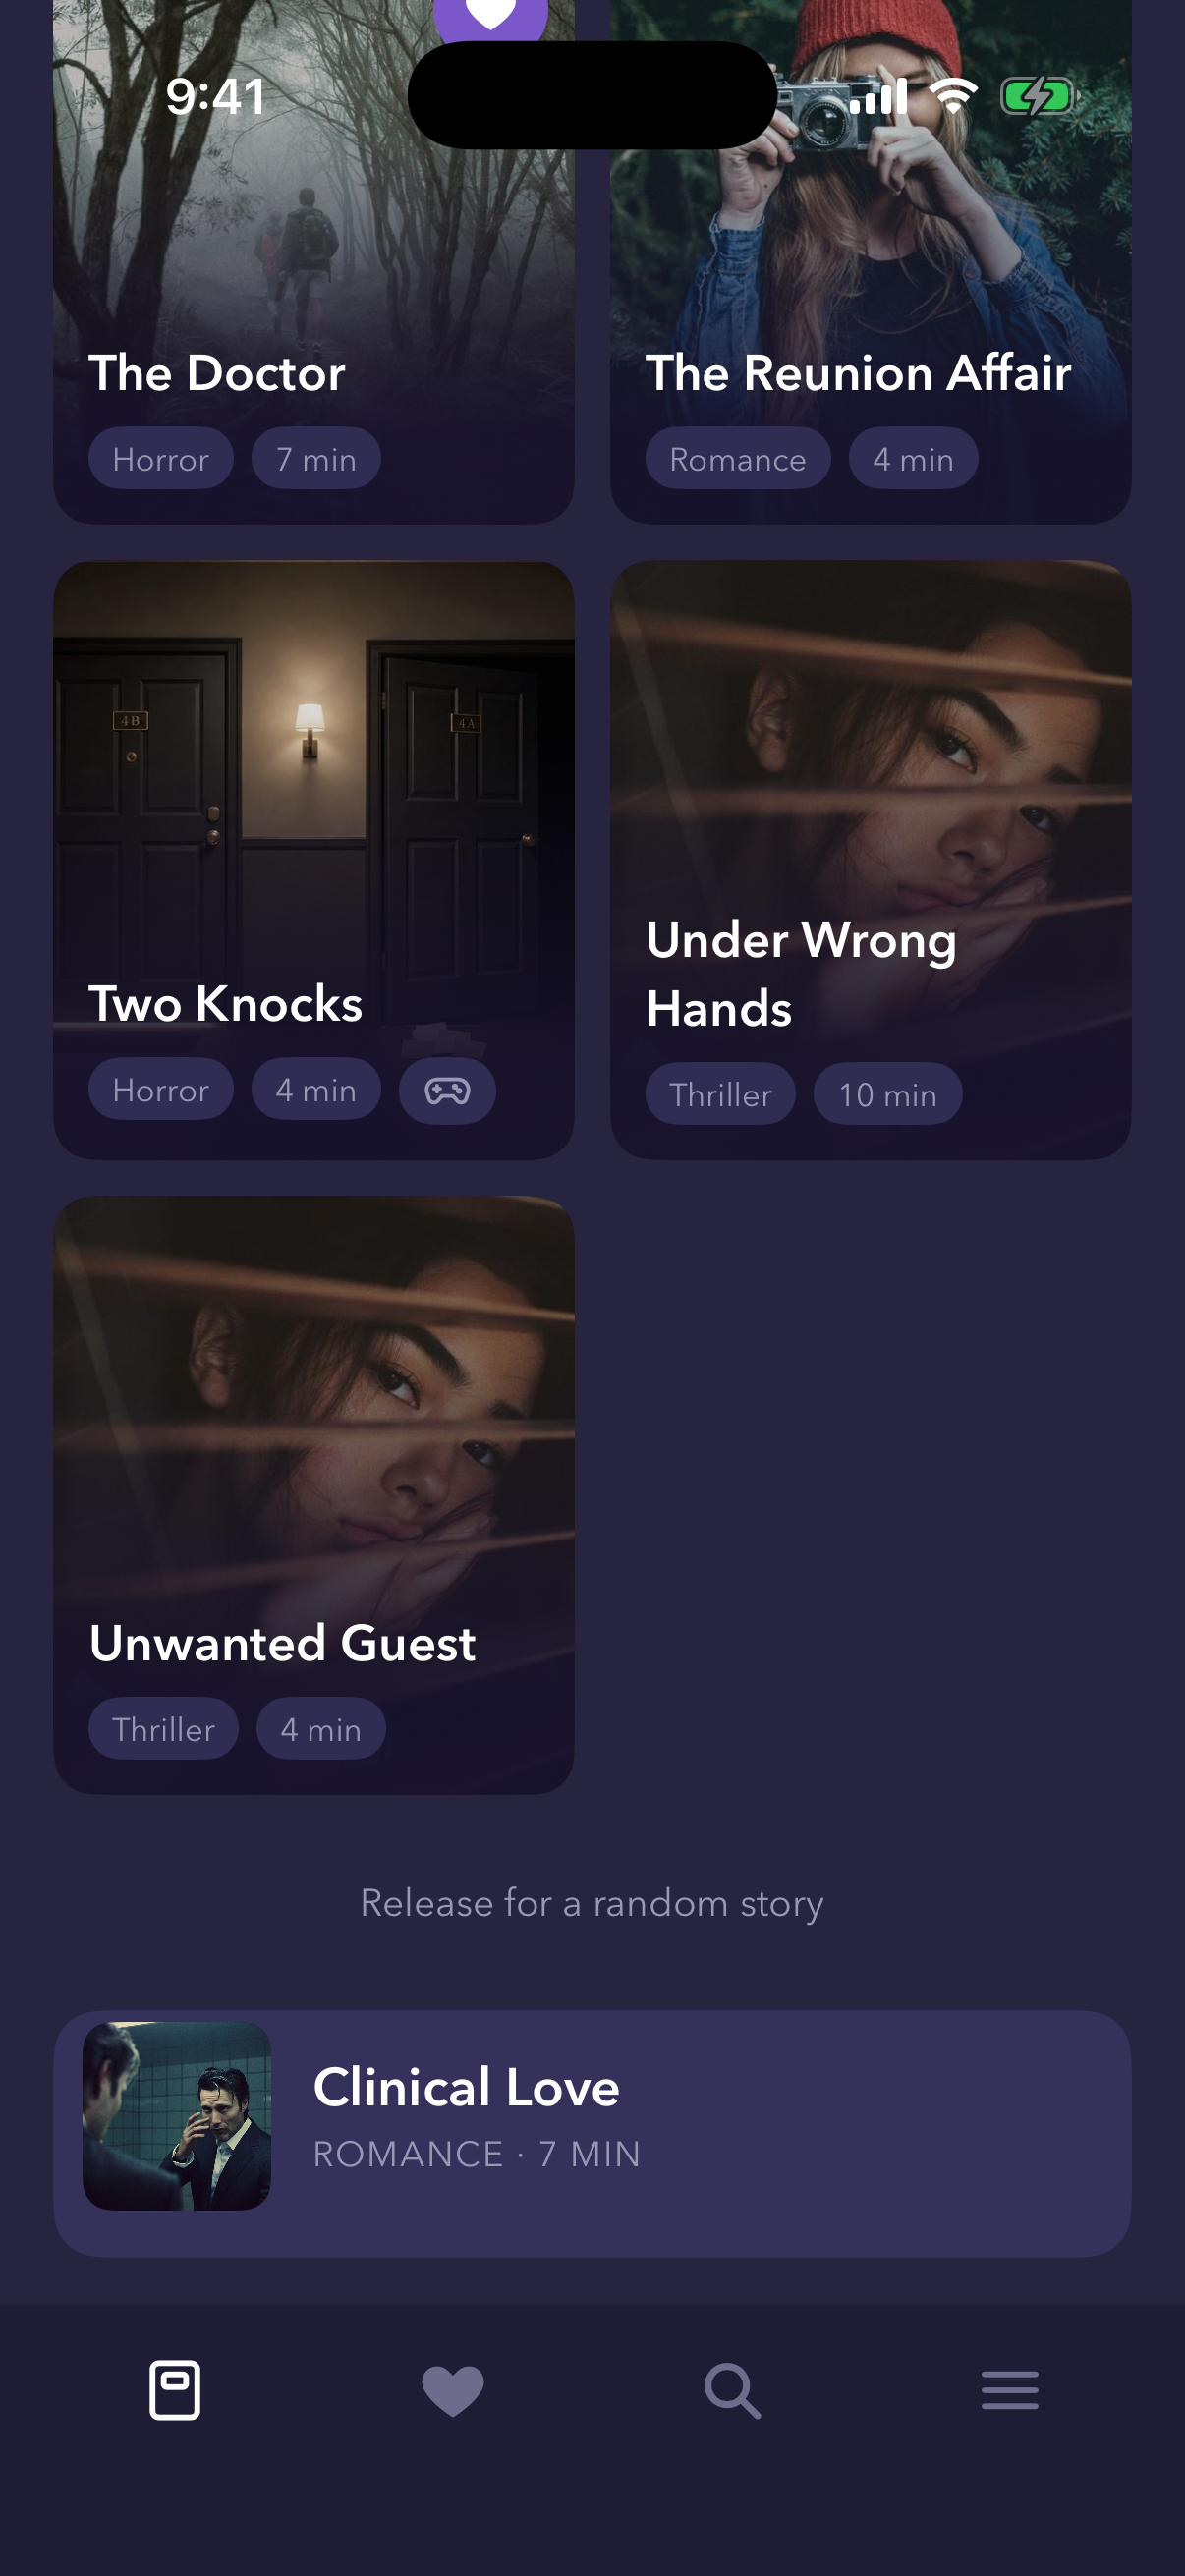 9:41
The Doctor
Horror
7 min
The Reunion Affair
Romance
4 min
4B
4A
Two Knocks
Horror
4 min
Under Wrong
Hands
Thriller
10 min
Unwanted Guest
Thriller
4 min
Release for a random story
Clinical Love
ROMANCE · 7 MIN